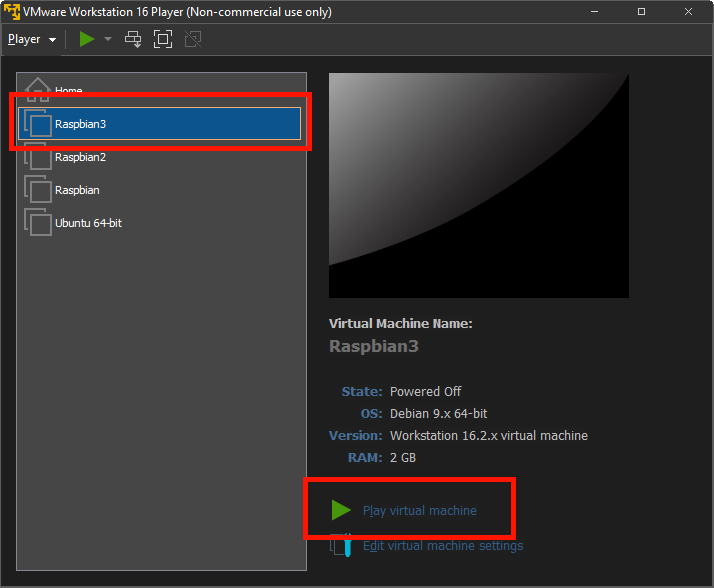 VMware Workstation 16 Player (Non-commercial use only)
Player
Home
Raspbian3
Raspbian2
Raspbian
Ubuntu 64-bit
Virtual Machine Name:
Raspbian3
State: Powered Off
OS: Debian 9.x 64-bit
Version: Workstation 16.2.x virtual machine
RAM: 2 GB
Play virtual machine
Edit virtual machine settings